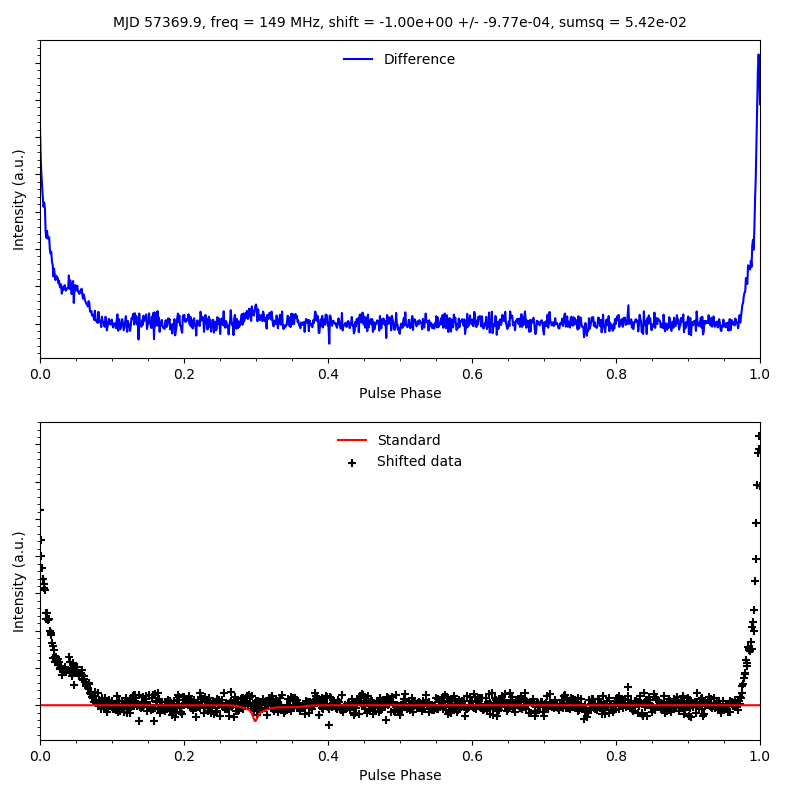 MJD 57369.9, freq = 149 MHz, shift = -1.00e+00 +/- -9.77e-04, sumsq = 5.42e-02
Difference
Intensity (a.u.)
0.0 0.2 0.4 0.6 0.8 1.0
Pulse Phase
Standard
Shifted data
Intensity (a.u.)
0.0 0.2 0.4 0.6 0.8 1.0
Pulse Phase